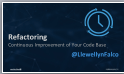 Refactoring
Continuous Improvement of Your Code Base
@LlewellynFalco